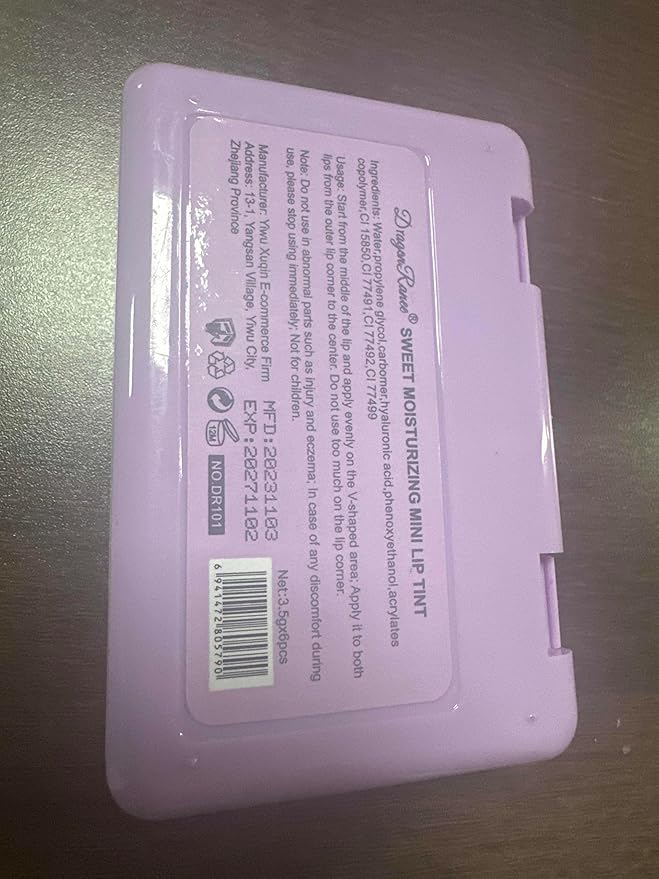 DragonRanee® SWEET MOISTURIZING MINI LIP TINT
Ingredients: Water,propylene glycol,carbomer,hyaluronic acid,phenoxyethanol,acrylates
copolymer,CI 15850,CI 77491,CI 77492,CI 77499
Usage: Start from the middle of the lip and apply evenly on the V-shaped area; Apply it to both
lips from the outer lip corner to the center. Do not use too much on the lip corner.
Note: Do not use in abnormal parts such as injury and eczema; In case of any discomfort during
use, please stop using immediately; Not for children.
Manufacturer: Yiwu Xuqin E-commerce Firm
Address: 13-1, Yangsan Village, Yiwu City,
Zhejiang Province
MFD:20231103
EXP:20271102
12M
NO.DR101
Net:3.5gx6pcs
6 941472 805790